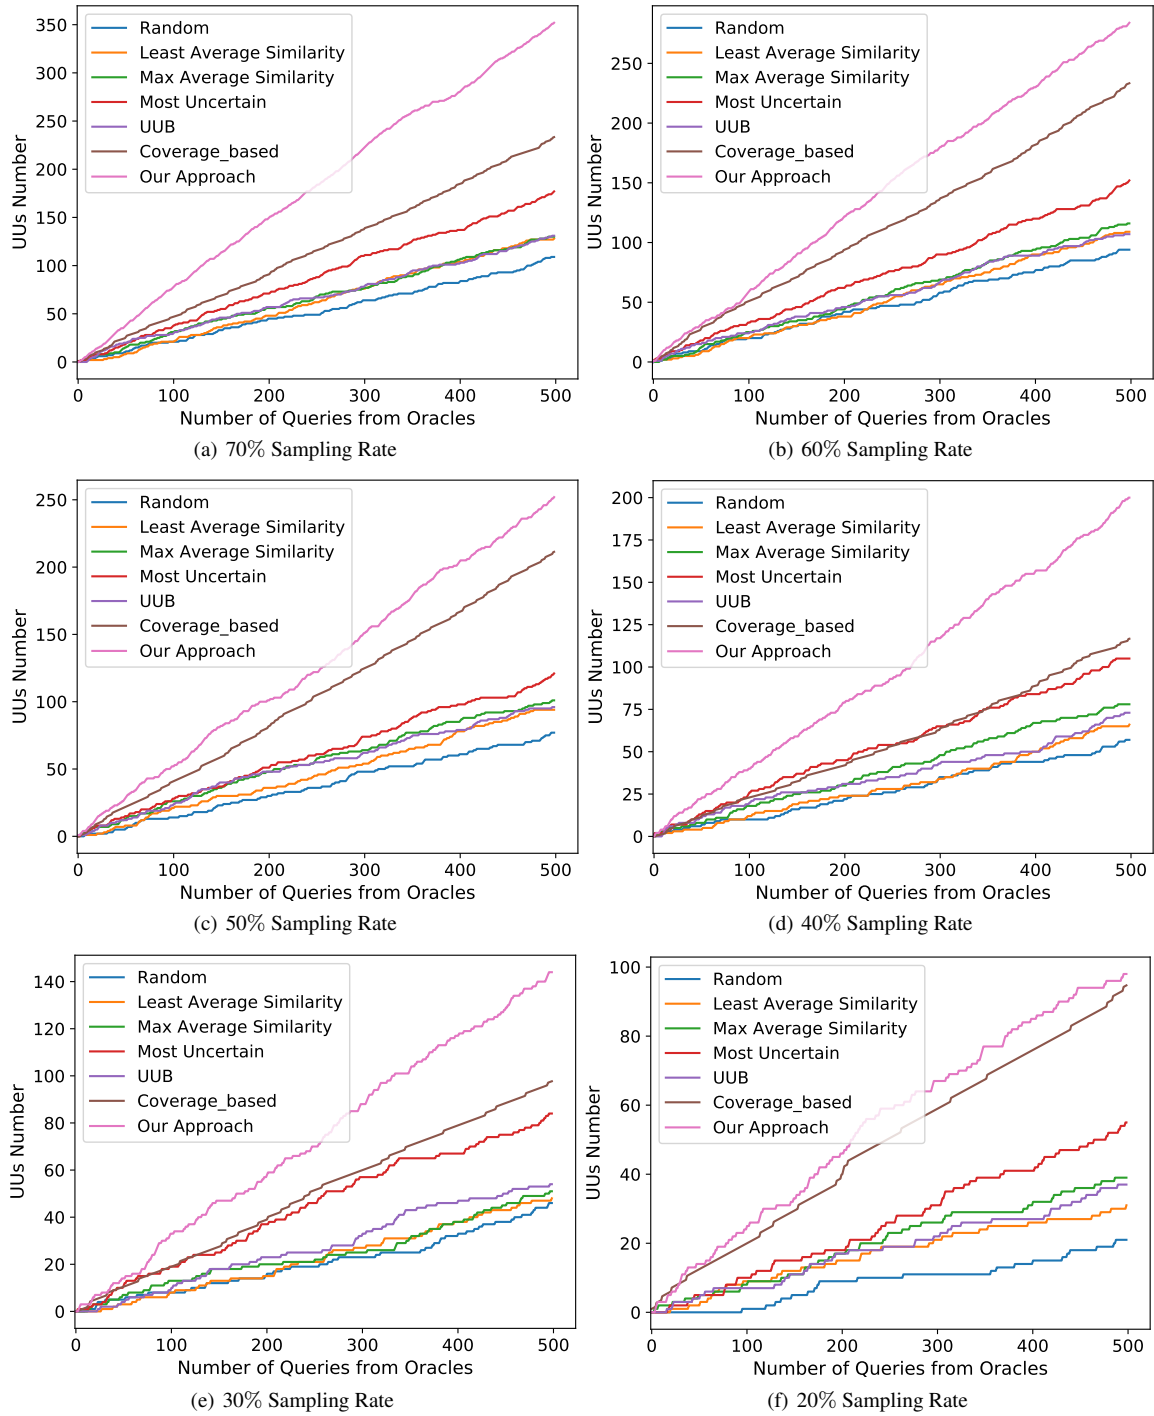 350
300
250
200
150
100
50
0
UUs Number
Random
Least Average Similarity
Max Average Similarity
Most Uncertain
UUB
Coverage_based
Our Approach
0 100 200 300 400 500
Number of Queries from Oracles
(a) 70% Sampling Rate
250
200
150
100
50
0
UUs Number
Random
Least Average Similarity
Max Average Similarity
Most Uncertain
UUB
Coverage_based
Our Approach
0 100 200 300 400 500
Number of Queries from Oracles
(b) 60% Sampling Rate
250
200
150
100
50
0
UUs Number
Random
Least Average Similarity
Max Average Similarity
Most Uncertain
UUB
Coverage_based
Our Approach
0 100 200 300 400 500
Number of Queries from Oracles
(c) 50% Sampling Rate
200
175
150
125
100
75
50
25
0
UUs Number
Random
Least Average Similarity
Max Average Similarity
Most Uncertain
UUB
Coverage_based
Our Approach
0 100 200 300 400 500
Number of Queries from Oracles
(d) 40% Sampling Rate
140
120
100
80
60
40
20
0
UUs Number
Random
Least Average Similarity
Max Average Similarity
Most Uncertain
UUB
Coverage_based
Our Approach
0 100 200 300 400 500
Number of Queries from Oracles
(e) 30% Sampling Rate
100
80
60
40
20
0
UUs Number
Random
Least Average Similarity
Max Average Similarity
Most Uncertain
UUB
Coverage_based
Our Approach
0 100 200 300 400 500
Number of Queries from Oracles
(f) 20% Sampling Rate